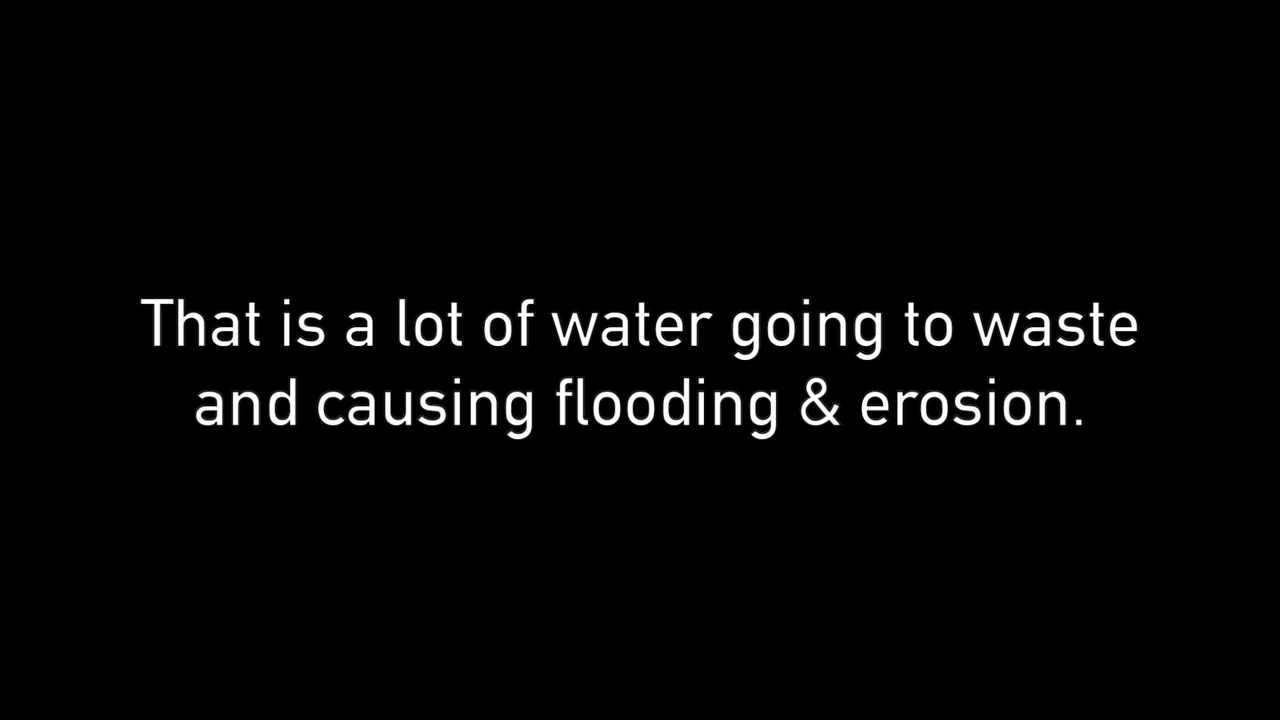 That is a lot of water going to waste
and causing flooding & erosion.